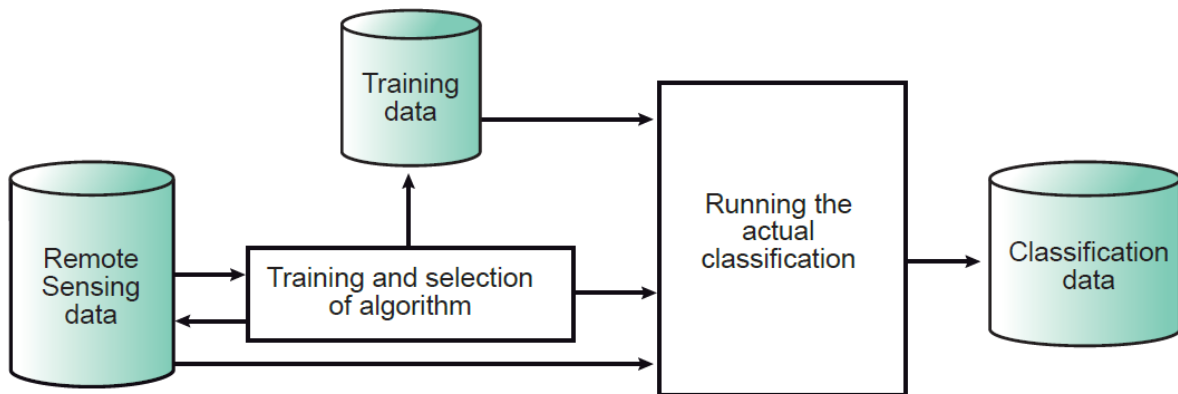 Training
data
Remote
Sensing
data
Training and selection
of algorithm
Running the
actual
classification
Classification
data